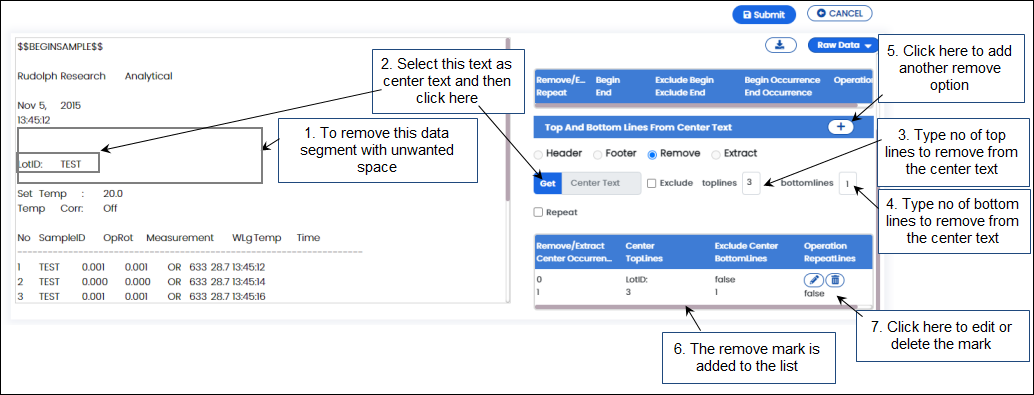 Submit
CANCEL
$$BEGINSAMPLE$$
Rudolph Research Analytical
Nov 5, 2015
13:45:12
LotID: TEST
Set Temp : 20.0
Temp Corr: Off
No SampleID OpRot Measurement WLgTemp Time
--------------------------------------------------------------------
1 TEST 0.001 0.001 OR 633 28.7 13:45:12
2 TEST 0.000 0.000 OR 633 28.7 13:45:14
3 TEST 0.001 0.001 OR 633 28.7 13:45:16
2. Select this text as
center text and then
click here
1. To remove this data
segment with unwanted
space
Raw Data
Remove/E... Begin Exclude Begin Begin Occurrence Operation
Repeat End Exclude End End Occurrence
Top And Bottom Lines From Center Text
+
Header Footer Remove Extract
Get Center Text Exclude toplines 3 bottomlines 1
Repeat
Remove/Extract Center Exclude Center Operation
Center Occurren... TopLines BottomLines RepeatLines
0 LotID: false
1 3 1 false
5. Click here to add
another remove
option
3. Type no of top
lines to remove from
the center text
4. Type no of bottom
lines to remove from
the center text
6. The remove mark is
added to the list
7. Click here to edit or
delete the mark